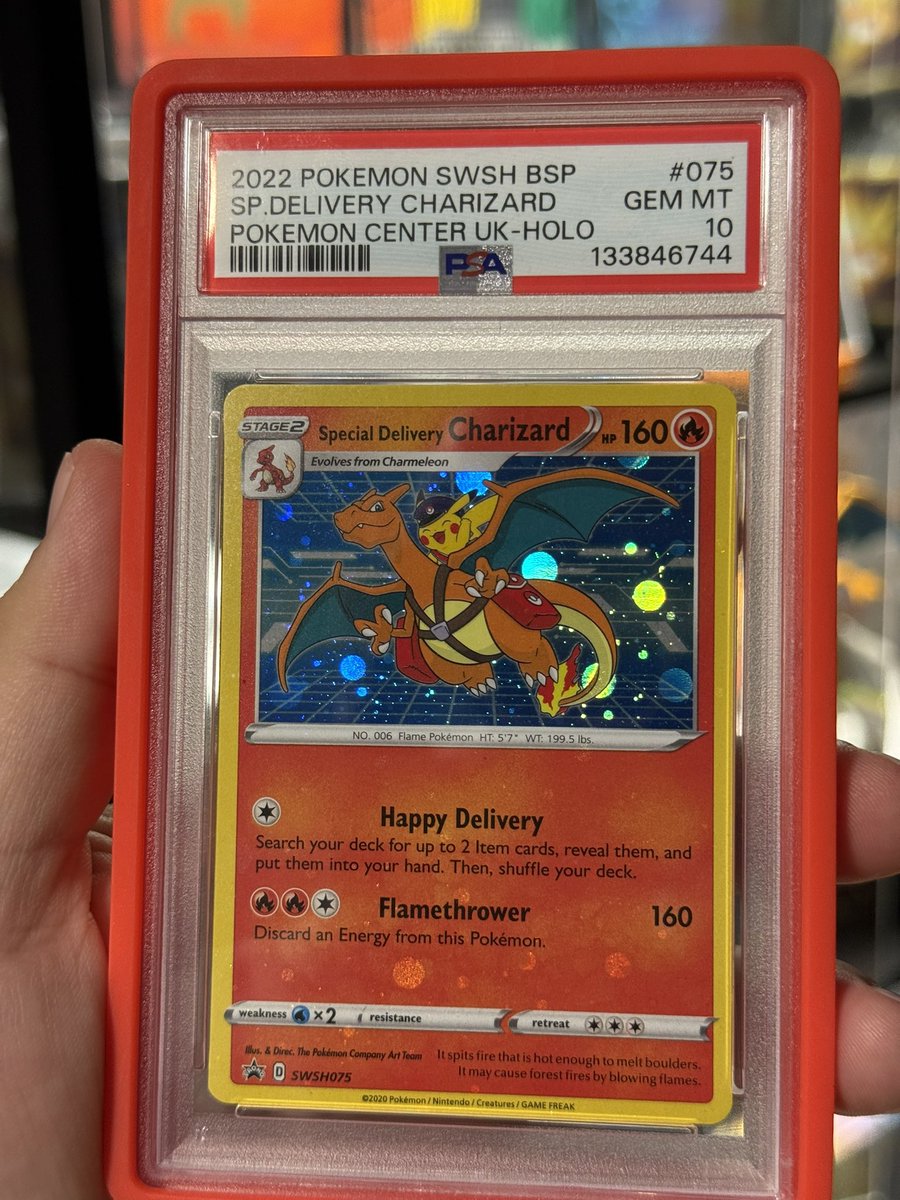 2022 POKEMON SWSH BSP #075
SP.DELIVERY CHARIZARD GEM MT
POKEMON CENTER UK-HOLO 10
PSA 133846744
STAGE 2 Special Delivery Charizard HP 160
Evolves from Charmeleon
NO. 006 Flame Pokémon HT: 5'7" WT: 199.5 lbs.
Happy Delivery
Search your deck for up to 2 Item cards, reveal them, and
put them into your hand. Then, shuffle your deck.
Flamethrower 160
Discard an Energy from this Pokémon.
weakness ×2 resistance retreat
Illus. & Direc. The Pokémon Company Art Team
It spits fire that is hot enough to melt boulders.
It may cause forest fires by blowing flames.
D SWSH075
©2020 Pokémon / Nintendo / Creatures / GAME FREAK